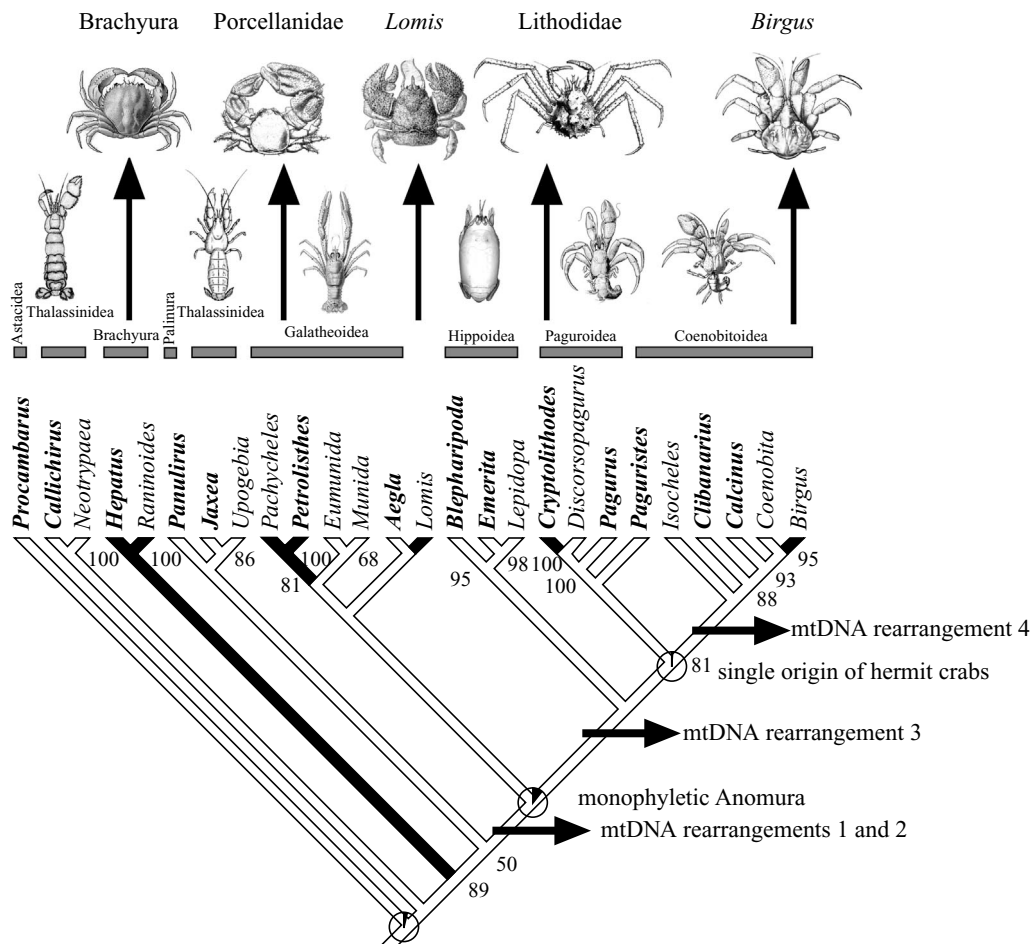 Brachyura Porcellanidae Lomis Lithodidae Birgus
Astacidea
Thalassinidea
Brachyura
Palinura
Thalassinidea
Galatheoidea
Hippoidea
Paguroidea
Coenobitoidea
Procambarus
Callichirus
Neotrypaea
Hepatus
Raninoides
Panulirus
Jaxea
Upogebia
Pachycheles
Petrolisthes
Eumunida
Munida
Aegla
Lomis
Blepharipoda
Emerita
Lepidopa
Cryptolithodes
Discorsopagurus
Pagurus
Paguristes
Isocheles
Clibanarius
Calcinus
Coenobita
Birgus
100 100 86 100 68 98 100 95
81 95 100 93
88
mtDNA rearrangement 4
81 single origin of hermit crabs
mtDNA rearrangement 3
monophyletic Anomura
mtDNA rearrangements 1 and 2
50
89